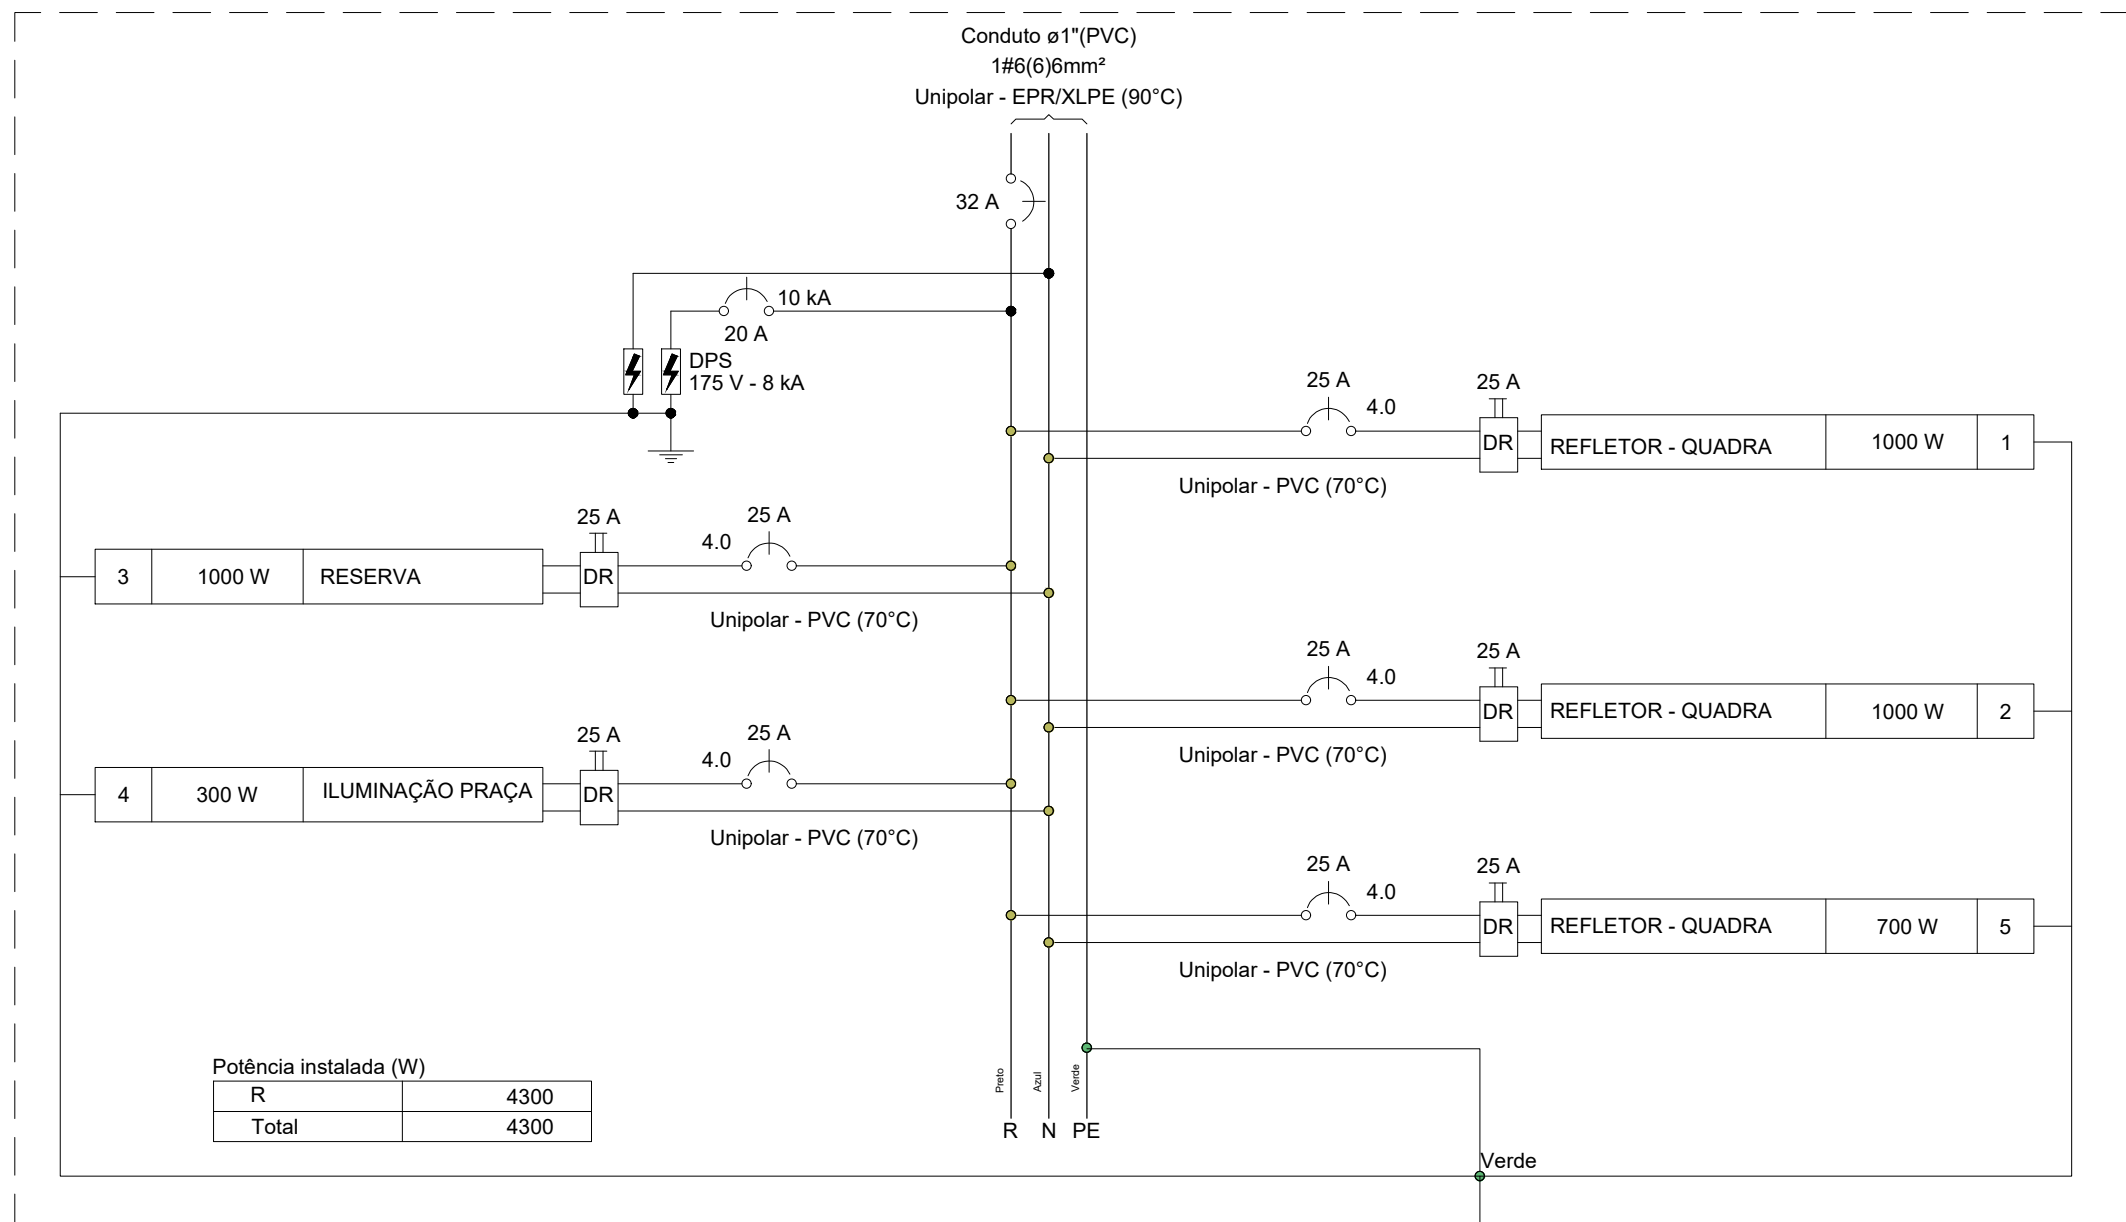 Conduto ø1"(PVC)
1#6(6)6mm²
Unipolar - EPR/XLPE (90°C)
32 A
10 kA
20 A
DPS
175 V - 8 kA
25 A
4.0
25 A
DR
REFLETOR - QUADRA
1000 W
1
Unipolar - PVC (70°C)
25 A
4.0
25 A
3
1000 W
RESERVA
DR
Unipolar - PVC (70°C)
25 A
4.0
25 A
DR
REFLETOR - QUADRA
1000 W
2
Unipolar - PVC (70°C)
25 A
4.0
25 A
4
300 W
ILUMINAÇÃO PRAÇA
DR
Unipolar - PVC (70°C)
25 A
4.0
25 A
DR
REFLETOR - QUADRA
700 W
5
Unipolar - PVC (70°C)
Potência instalada (W)
R 4300
Total 4300
Preto
Azul
Verde
R N PE
Verde